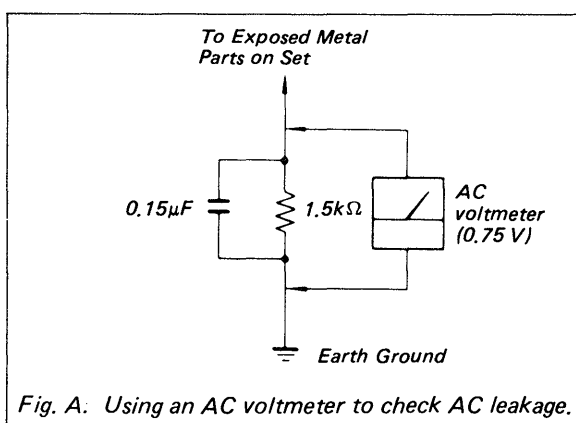 To Exposed Metal
Parts on Set
0.15µF
1.5kΩ
AC
voltmeter
(0.75 V)
Earth Ground
Fig. A. Using an AC voltmeter to check AC leakage.